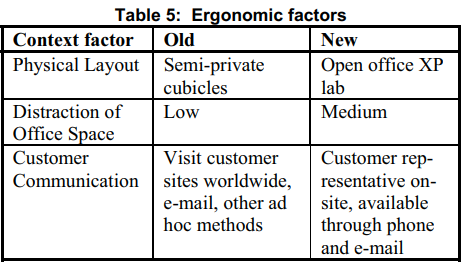 Table 5:  Ergonomic factors
Context factor Old New
Physical Layout Semi-private Open office XP
cubicles lab
Distraction of Low Medium
Office Space
Customer Visit customer Customer rep-
Communication sites worldwide, resentative on-
e-mail, other ad site, available
hoc methods through phone
and e-mail